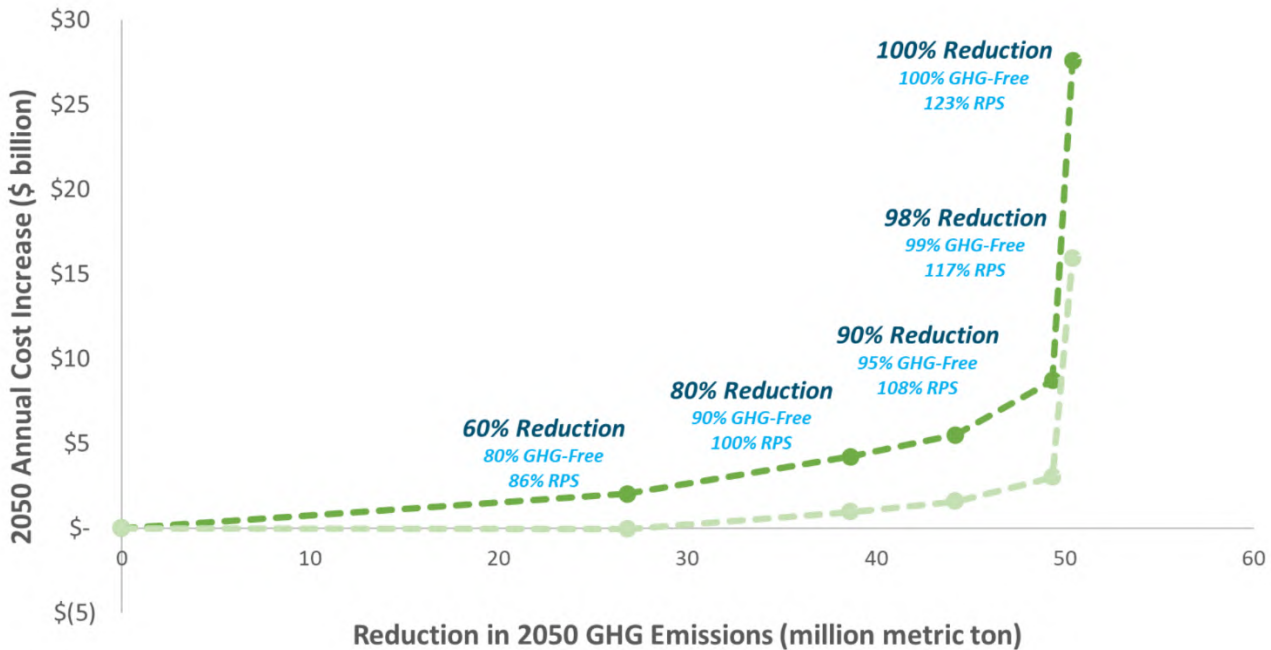 $30
$25
$20
$15
$10
$5
$-
$(5)
2050 Annual Cost Increase ($ billion)
100% Reduction
100% GHG-Free
123% RPS
98% Reduction
99% GHG-Free
117% RPS
90% Reduction
95% GHG-Free
108% RPS
80% Reduction
90% GHG-Free
100% RPS
60% Reduction
80% GHG-Free
86% RPS
0 10 20 30 40 50 60
Reduction in 2050 GHG Emissions (million metric ton)